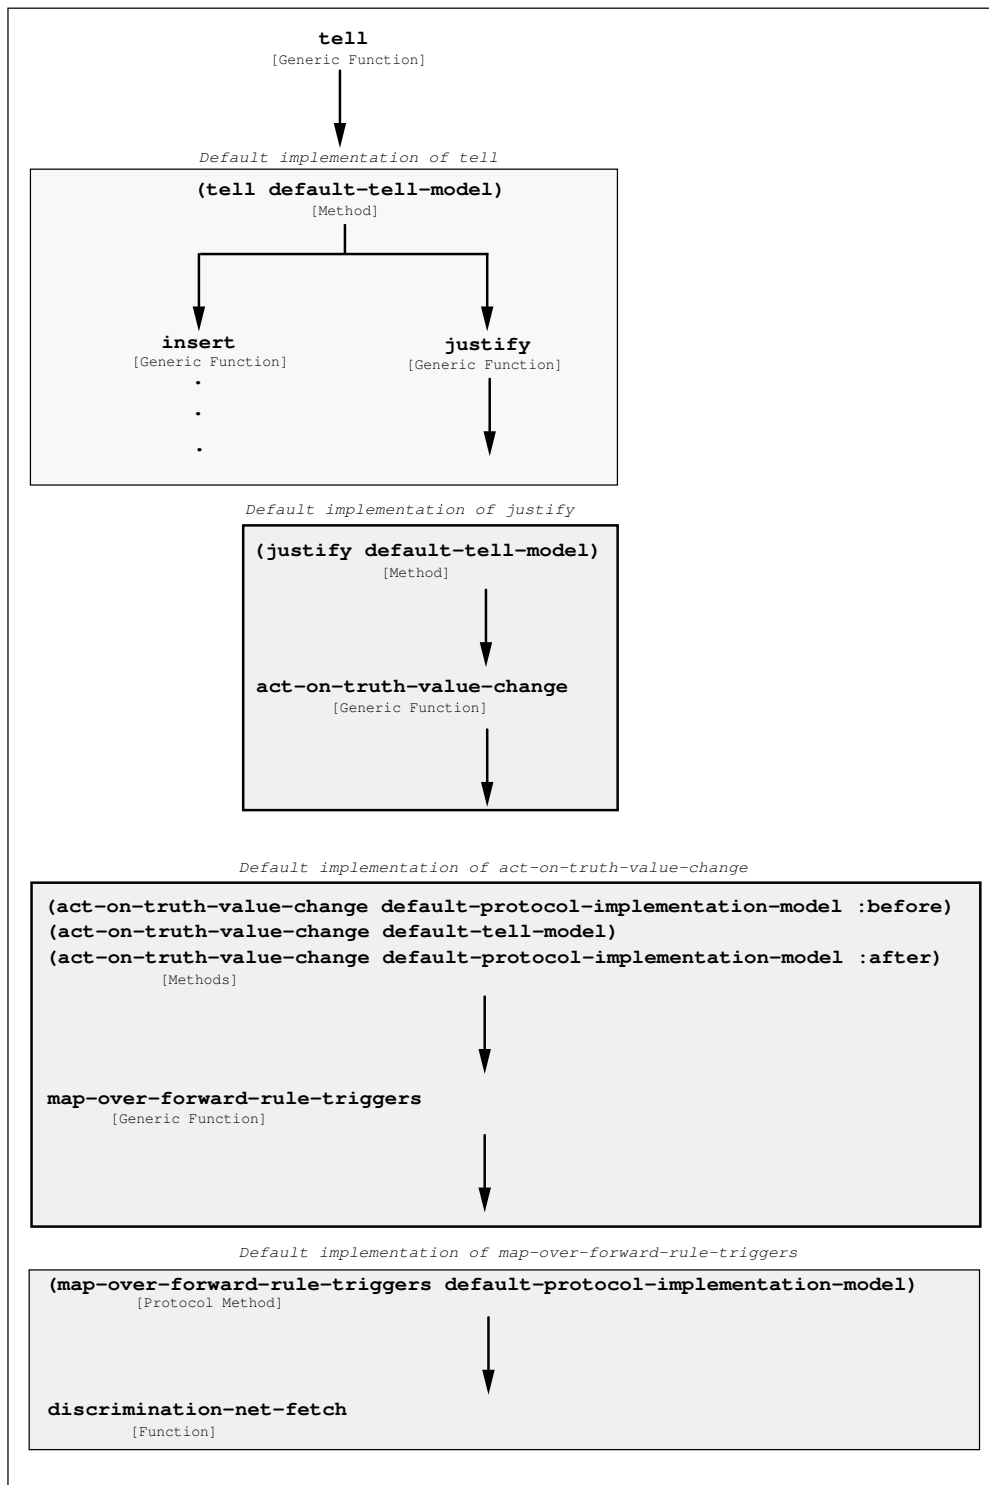 tell
[Generic Function]
Default implementation of tell
(tell default-tell-model)
[Method]
insert
[Generic Function]
justify
[Generic Function]
.
.
.
Default implementation of justify
(justify default-tell-model)
[Method]
act-on-truth-value-change
[Generic Function]
Default implementation of act-on-truth-value-change
(act-on-truth-value-change default-protocol-implementation-model :before)
(act-on-truth-value-change default-tell-model)
(act-on-truth-value-change default-protocol-implementation-model :after)
[Methods]
map-over-forward-rule-triggers
[Generic Function]
Default implementation of map-over-forward-rule-triggers
(map-over-forward-rule-triggers default-protocol-implementation-model)
[Protocol Method]
discrimination-net-fetch
[Function]